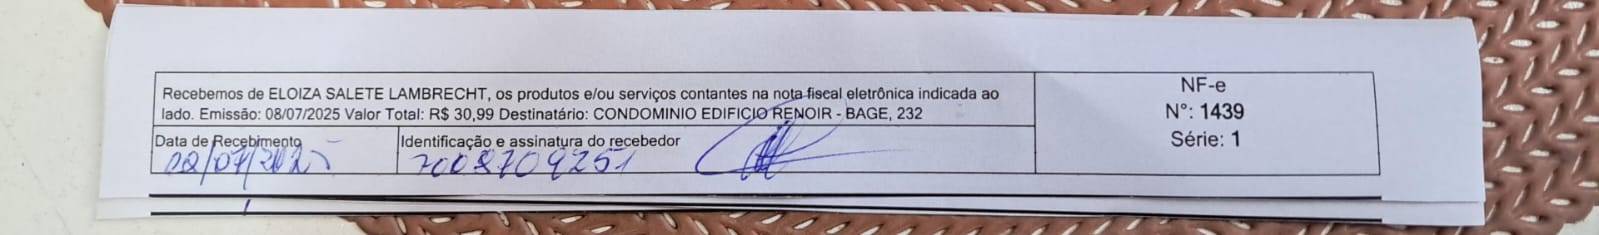 Recebemos de ELOIZA SALETE LAMBRECHT, os produtos e/ou serviços contantes na nota fiscal eletrônica indicada ao
lado. Emissão: 08/07/2025 Valor Total: R$ 30,99 Destinatário: CONDOMINIO EDIFICIO RENOIR - BAGE, 232
NF-e
N°: 1439
Série: 1
Data de Recebimento
Identificação e assinatura do recebedor
7008709251